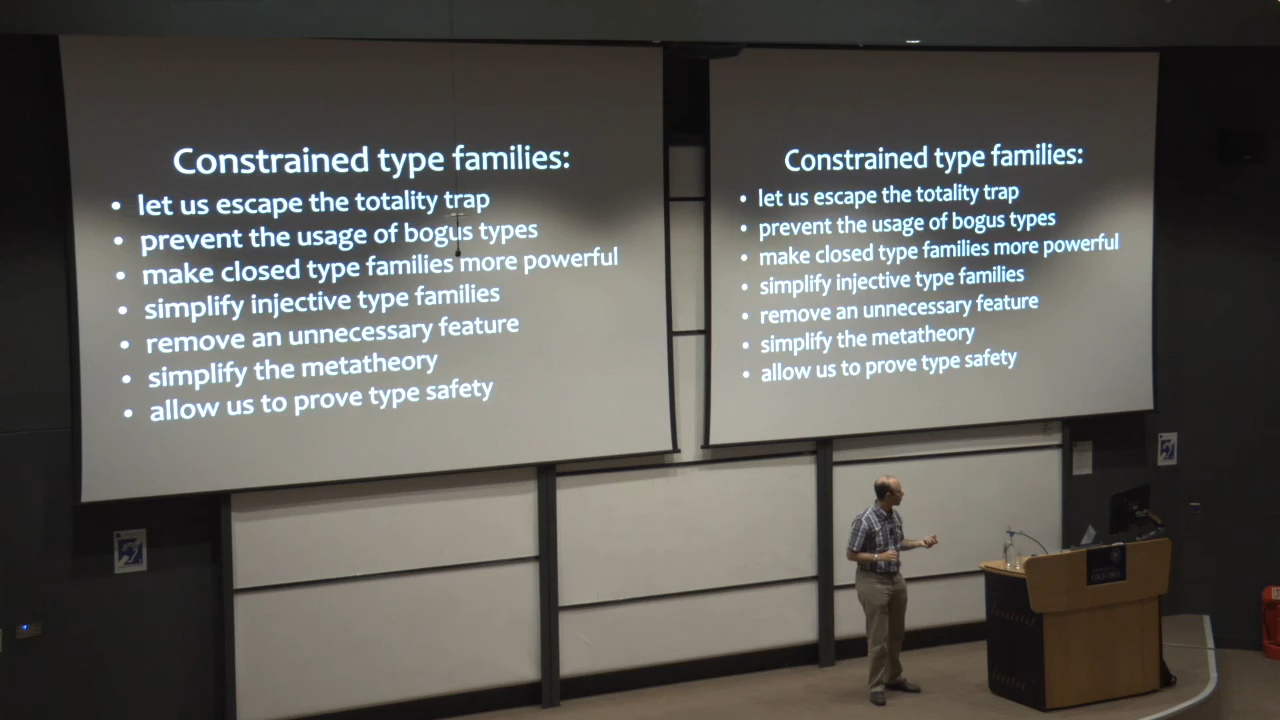 Constrained type families:
• let us escape the totality trap
• prevent the usage of bogus types
• make closed type families more powerful
• simplify injective type families
• remove an unnecessary feature
• simplify the metatheory
• allow us to prove type safety
Constrained type families:
• let us escape the totality trap
• prevent the usage of bogus types
• make closed type families more powerful
• simplify injective type families
• remove an unnecessary feature
• simplify the metatheory
• allow us to prove type safety
OXFORD